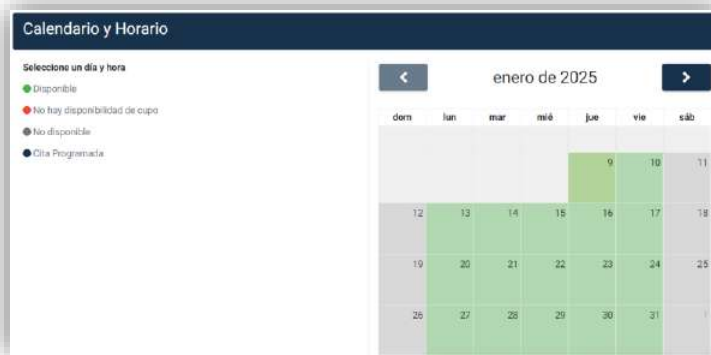 Calendario y Horario
Seleccione un día y hora
Disponible
No hay disponibilidad de cupo
No disponible
Cita Programada
enero de 2025
dom lun mar mié jue vie sáb
9 10 11
12 13 14 15 16 17 18
19 20 21 22 23 24 25
26 27 28 29 30 31 1